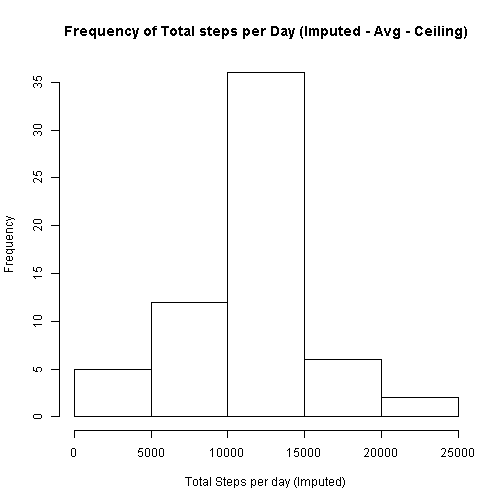 Frequency of Total steps per Day (Imputed - Avg - Ceiling)
35
30
25
20
15
10
5
0
Frequency
0 5000 10000 15000 20000 25000
Total Steps per day (Imputed)